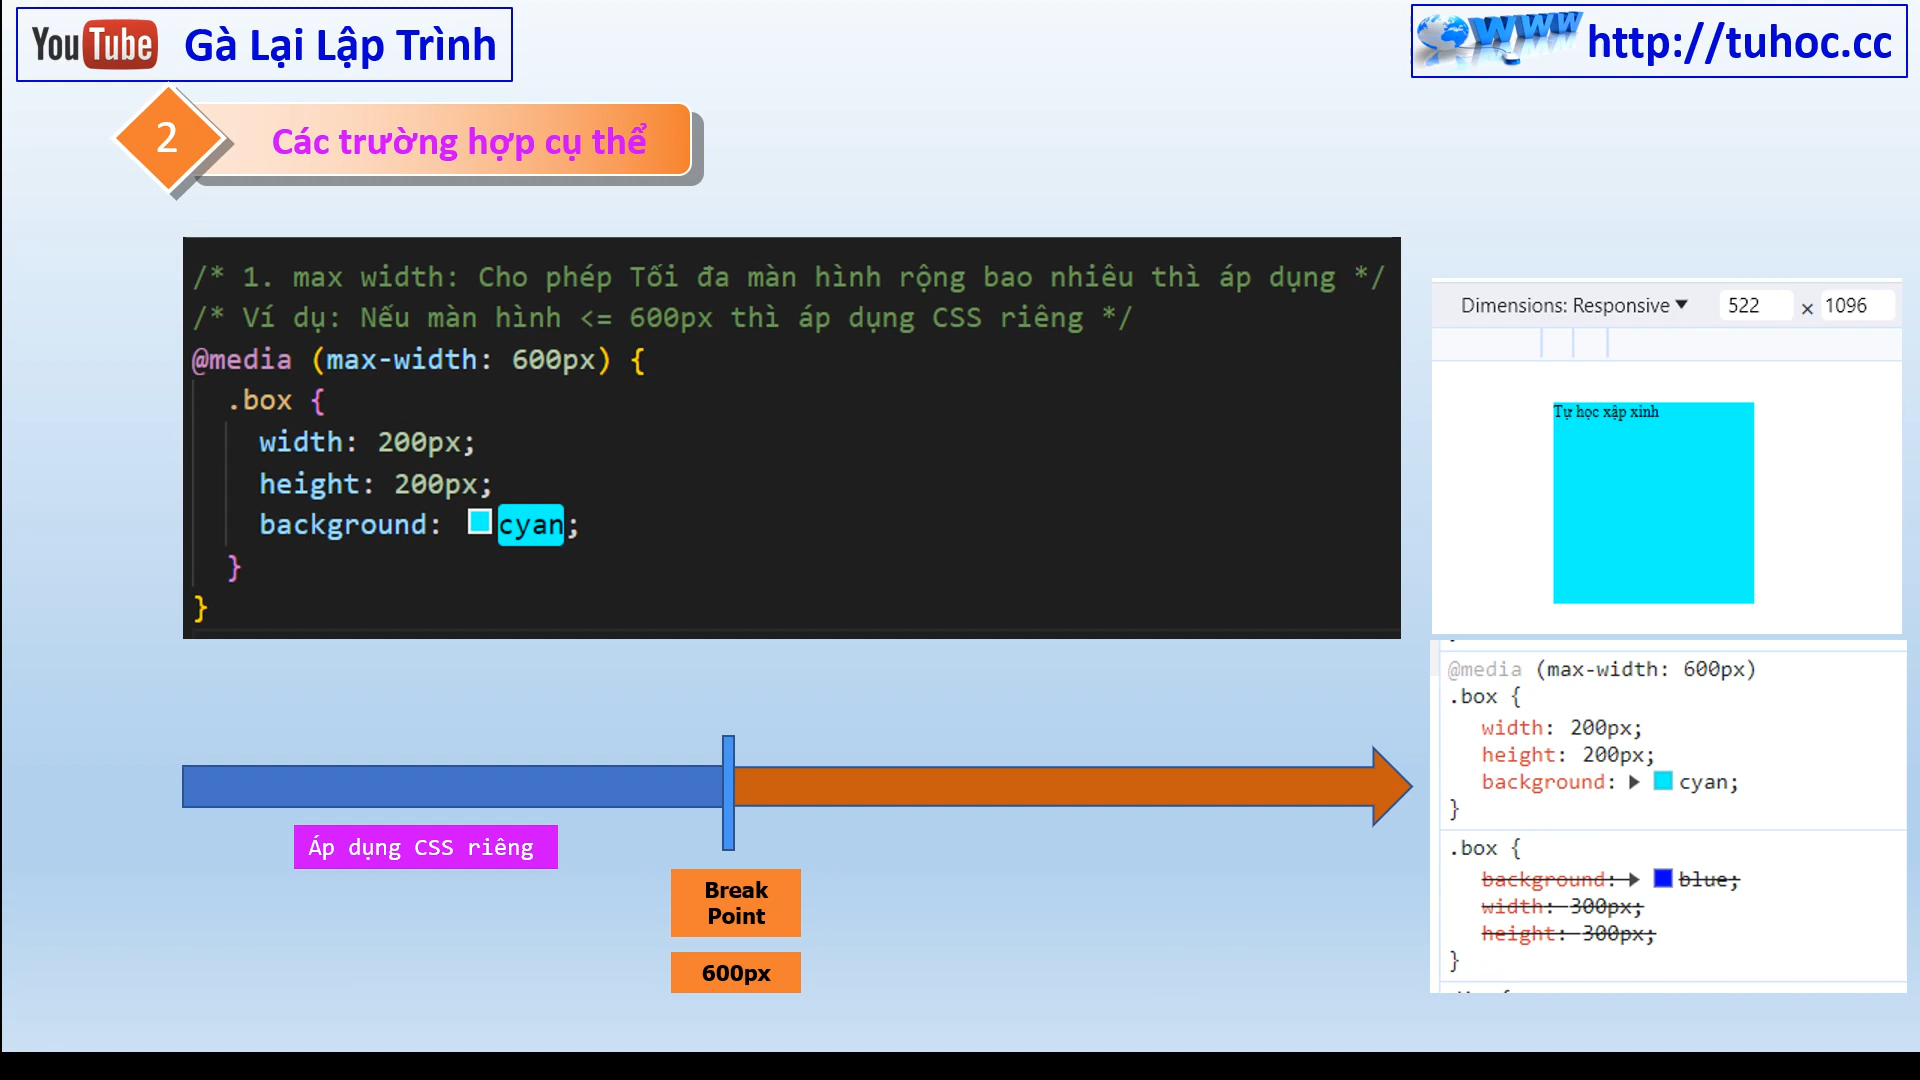 YouTube Gà Lại Lập Trình
http://tuhoc.cc
2
Các trường hợp cụ thể
/* 1. max width: Cho phép Tối đa màn hình rộng bao nhiêu thì áp dụng */
/* Ví dụ: Nếu màn hình <= 600px thì áp dụng CSS riêng */
@media (max-width: 600px) {
.box {
width: 200px;
height: 200px;
background: cyan;
}
}
Dimensions: Responsive 522 × 1096
Tự học xập xình
@media (max-width: 600px)
.box {
width: 200px;
height: 200px;
background: cyan;
}
.box {
background: blue;
width: 300px;
height: 300px;
}
Áp dụng CSS riêng
Break
Point
600px